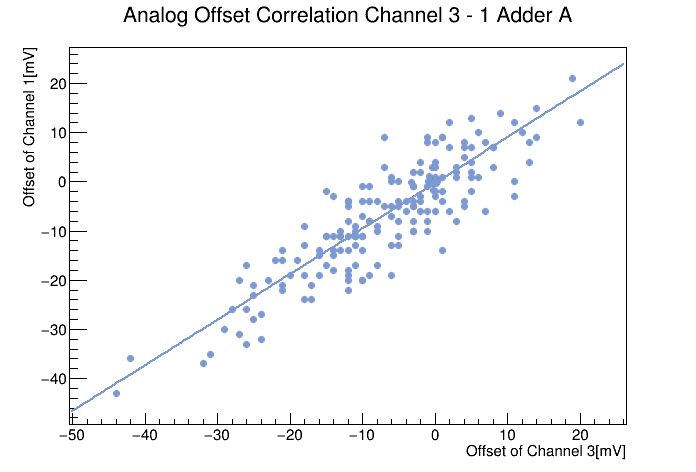 Analog Offset Correlation Channel 3 - 1 Adder A
Offset of Channel 1[mV]
20
10
0
−10
−20
−30
−40
−50 −40 −30 −20 −10 0 10 20
Offset of Channel 3[mV]